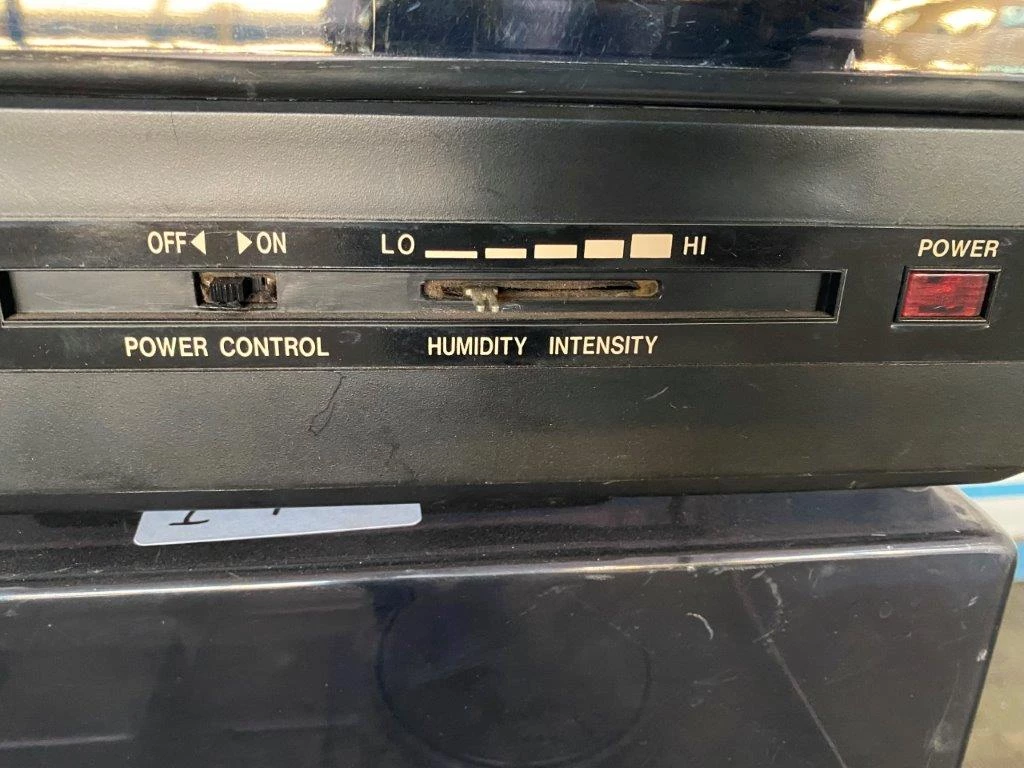 OFF◀ ▶ON
LO HI
POWER
POWER CONTROL
HUMIDITY INTENSITY